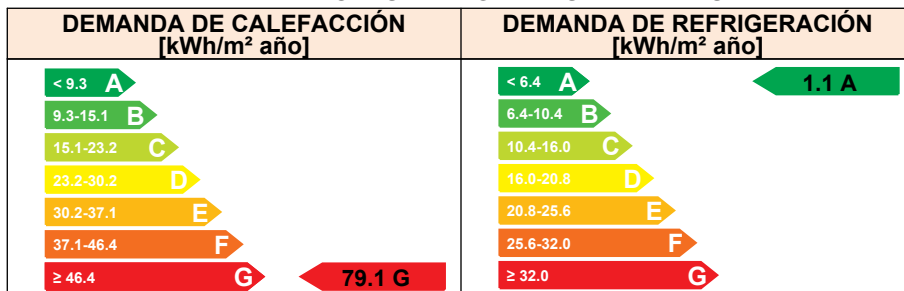 DEMANDA DE CALEFACCIÓN
[kWh/m² año]
< 9.3 A
9.3-15.1 B
15.1-23.2 C
23.2-30.2 D
30.2-37.1 E
37.1-46.4 F
≥ 46.4 G
79.1 G
DEMANDA DE REFRIGERACIÓN
[kWh/m² año]
< 6.4 A
1.1 A
6.4-10.4 B
10.4-16.0 C
16.0-20.8 D
20.8-25.6 E
25.6-32.0 F
≥ 32.0 G